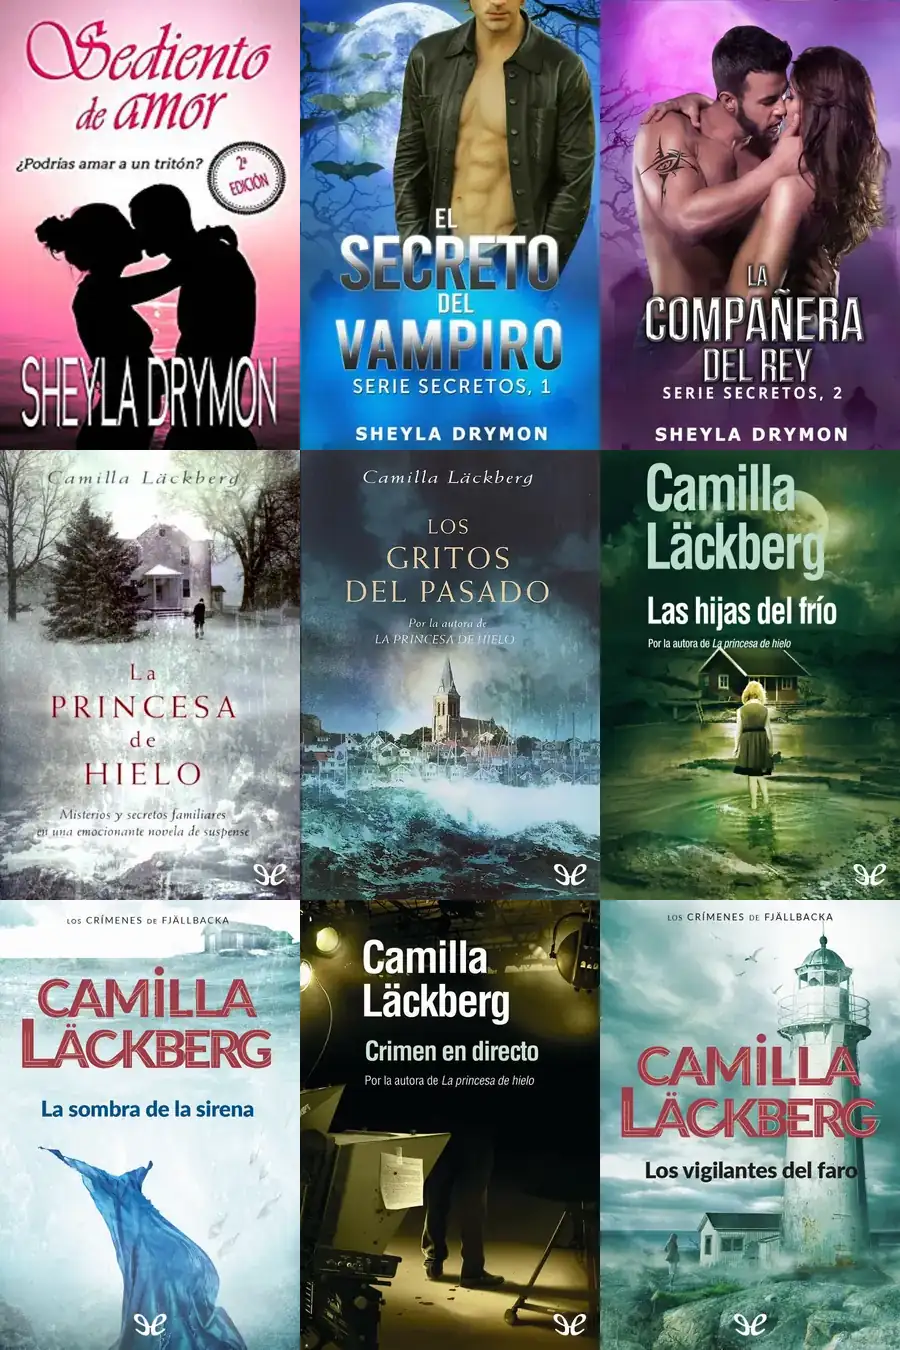 Sediento
de amor
¿Podrías amar a un tritón?
2ª
EDICIÓN
SHEYLA DRYMON
EL
SECRETO
DEL
VAMPIRO
SERIE SECRETOS, 1
SHEYLA DRYMON
LA
COMPAÑERA
DEL REY
SERIE SECRETOS, 2
SHEYLA DRYMON
Camilla Läckberg
La
PRINCESA
de
HIELO
Misterios y secretos familiares
en una emocionante novela de suspense
Camilla Läckberg
LOS
GRITOS
DEL PASADO
Por la autora de
LA PRINCESA DE HIELO
Camilla
Läckberg
Las hijas del frío
Por la autora de La princesa de hielo
LOS CRÍMENES DE FJÄLLBACKA
CAMILLA
LÄCKBERG
La sombra de la sirena
Camilla
Läckberg
Crimen en directo
Por la autora de La princesa de hielo
LOS CRÍMENES DE FJÄLLBACKA
CAMILLA
LÄCKBERG
Los vigilantes del faro